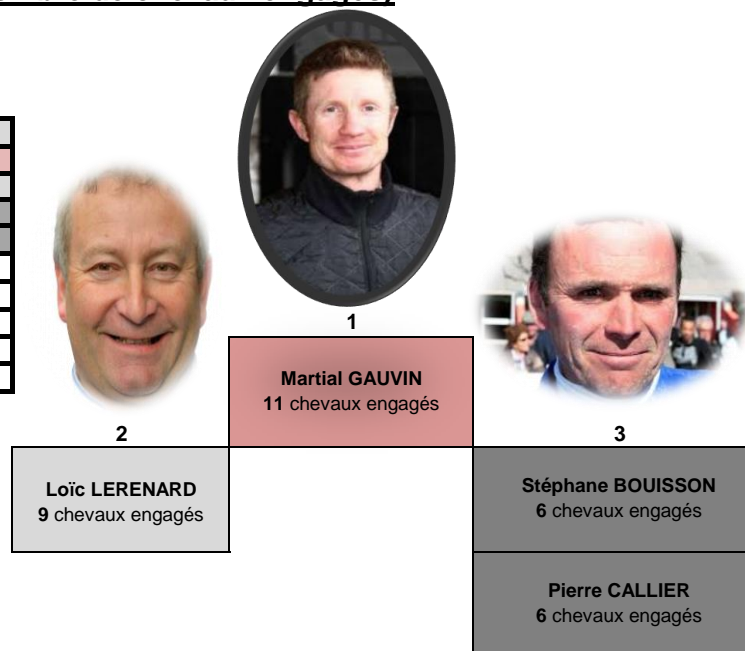 1
Martial GAUVIN
11 chevaux engagés
2
Loïc LERENARD
9 chevaux engagés
3
Stéphane BOUISSON
6 chevaux engagés
Pierre CALLIER
6 chevaux engagés